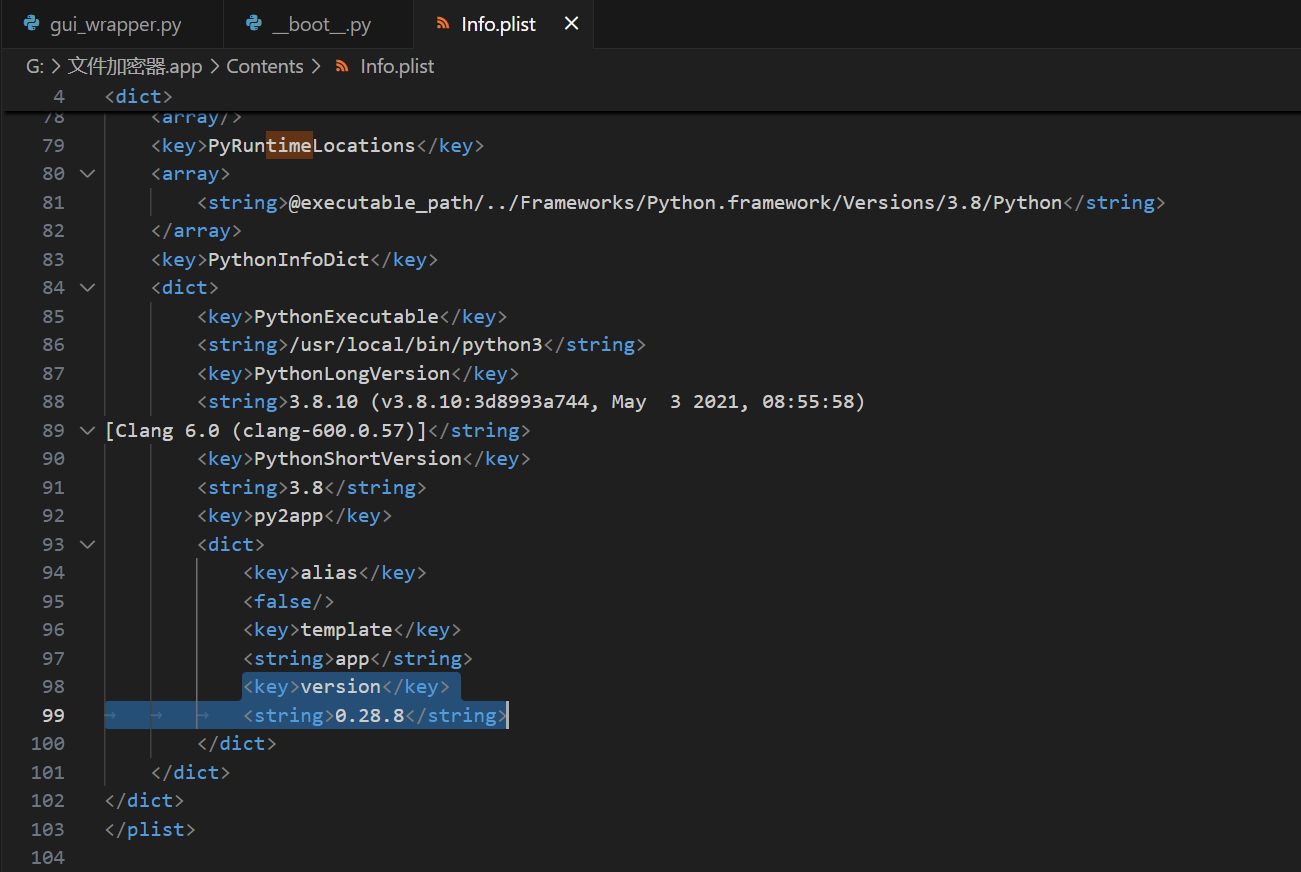 gui_wrapper.py __boot__.py Info.plist
G: > 文件加密器.app > Contents > Info.plist
4 <dict>
78 <array/>
79 <key>PyRuntimeLocations</key>
80 <array>
81 <string>@executable_path/../Frameworks/Python.framework/Versions/3.8/Python</string>
82 </array>
83 <key>PythonInfoDict</key>
84 <dict>
85 <key>PythonExecutable</key>
86 <string>/usr/local/bin/python3</string>
87 <key>PythonLongVersion</key>
88 <string>3.8.10 (v3.8.10:3d8993a744, May  3 2021, 08:55:58)
89 [Clang 6.0 (clang-600.0.57)]</string>
90 <key>PythonShortVersion</key>
91 <string>3.8</string>
92 <key>py2app</key>
93 <dict>
94 <key>alias</key>
95 <false/>
96 <key>template</key>
97 <string>app</string>
98 <key>version</key>
99 <string>0.28.8</string>
100 </dict>
101 </dict>
102 </dict>
103 </plist>
104